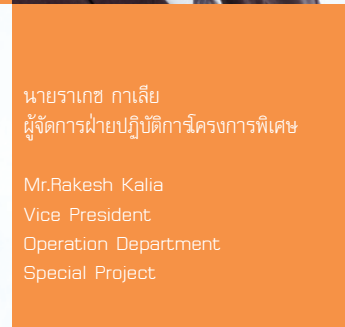 นายราเกซ กาเลีย
ผู้จัดการฝ่ายปฏิบัติการโครงการพิเศษ
Mr.Rakesh Kalia
Vice President
Operation Department
Special Project